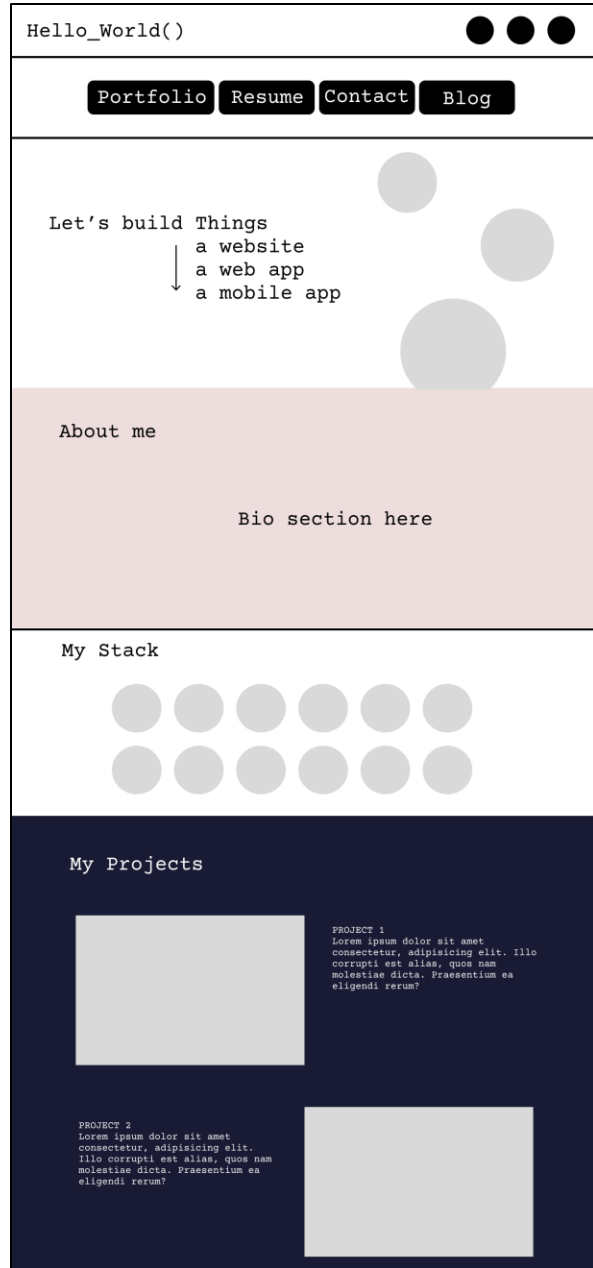 Hello_World()
Portfolio Resume Contact Blog
Let's build Things
a website
a web app
a mobile app
About me
Bio section here
My Stack
My Projects
PROJECT 1
Lorem ipsum dolor sit amet
consectetur, adipisicing elit. Illo
corrupti est alias, quos nam
molestiae dicta. Praesentium ea
eligendi rerum?
PROJECT 2
Lorem ipsum dolor sit amet
consectetur, adipisicing elit.
Illo corrupti est alias, quos nam
molestiae dicta. Praesentium ea
eligendi rerum?